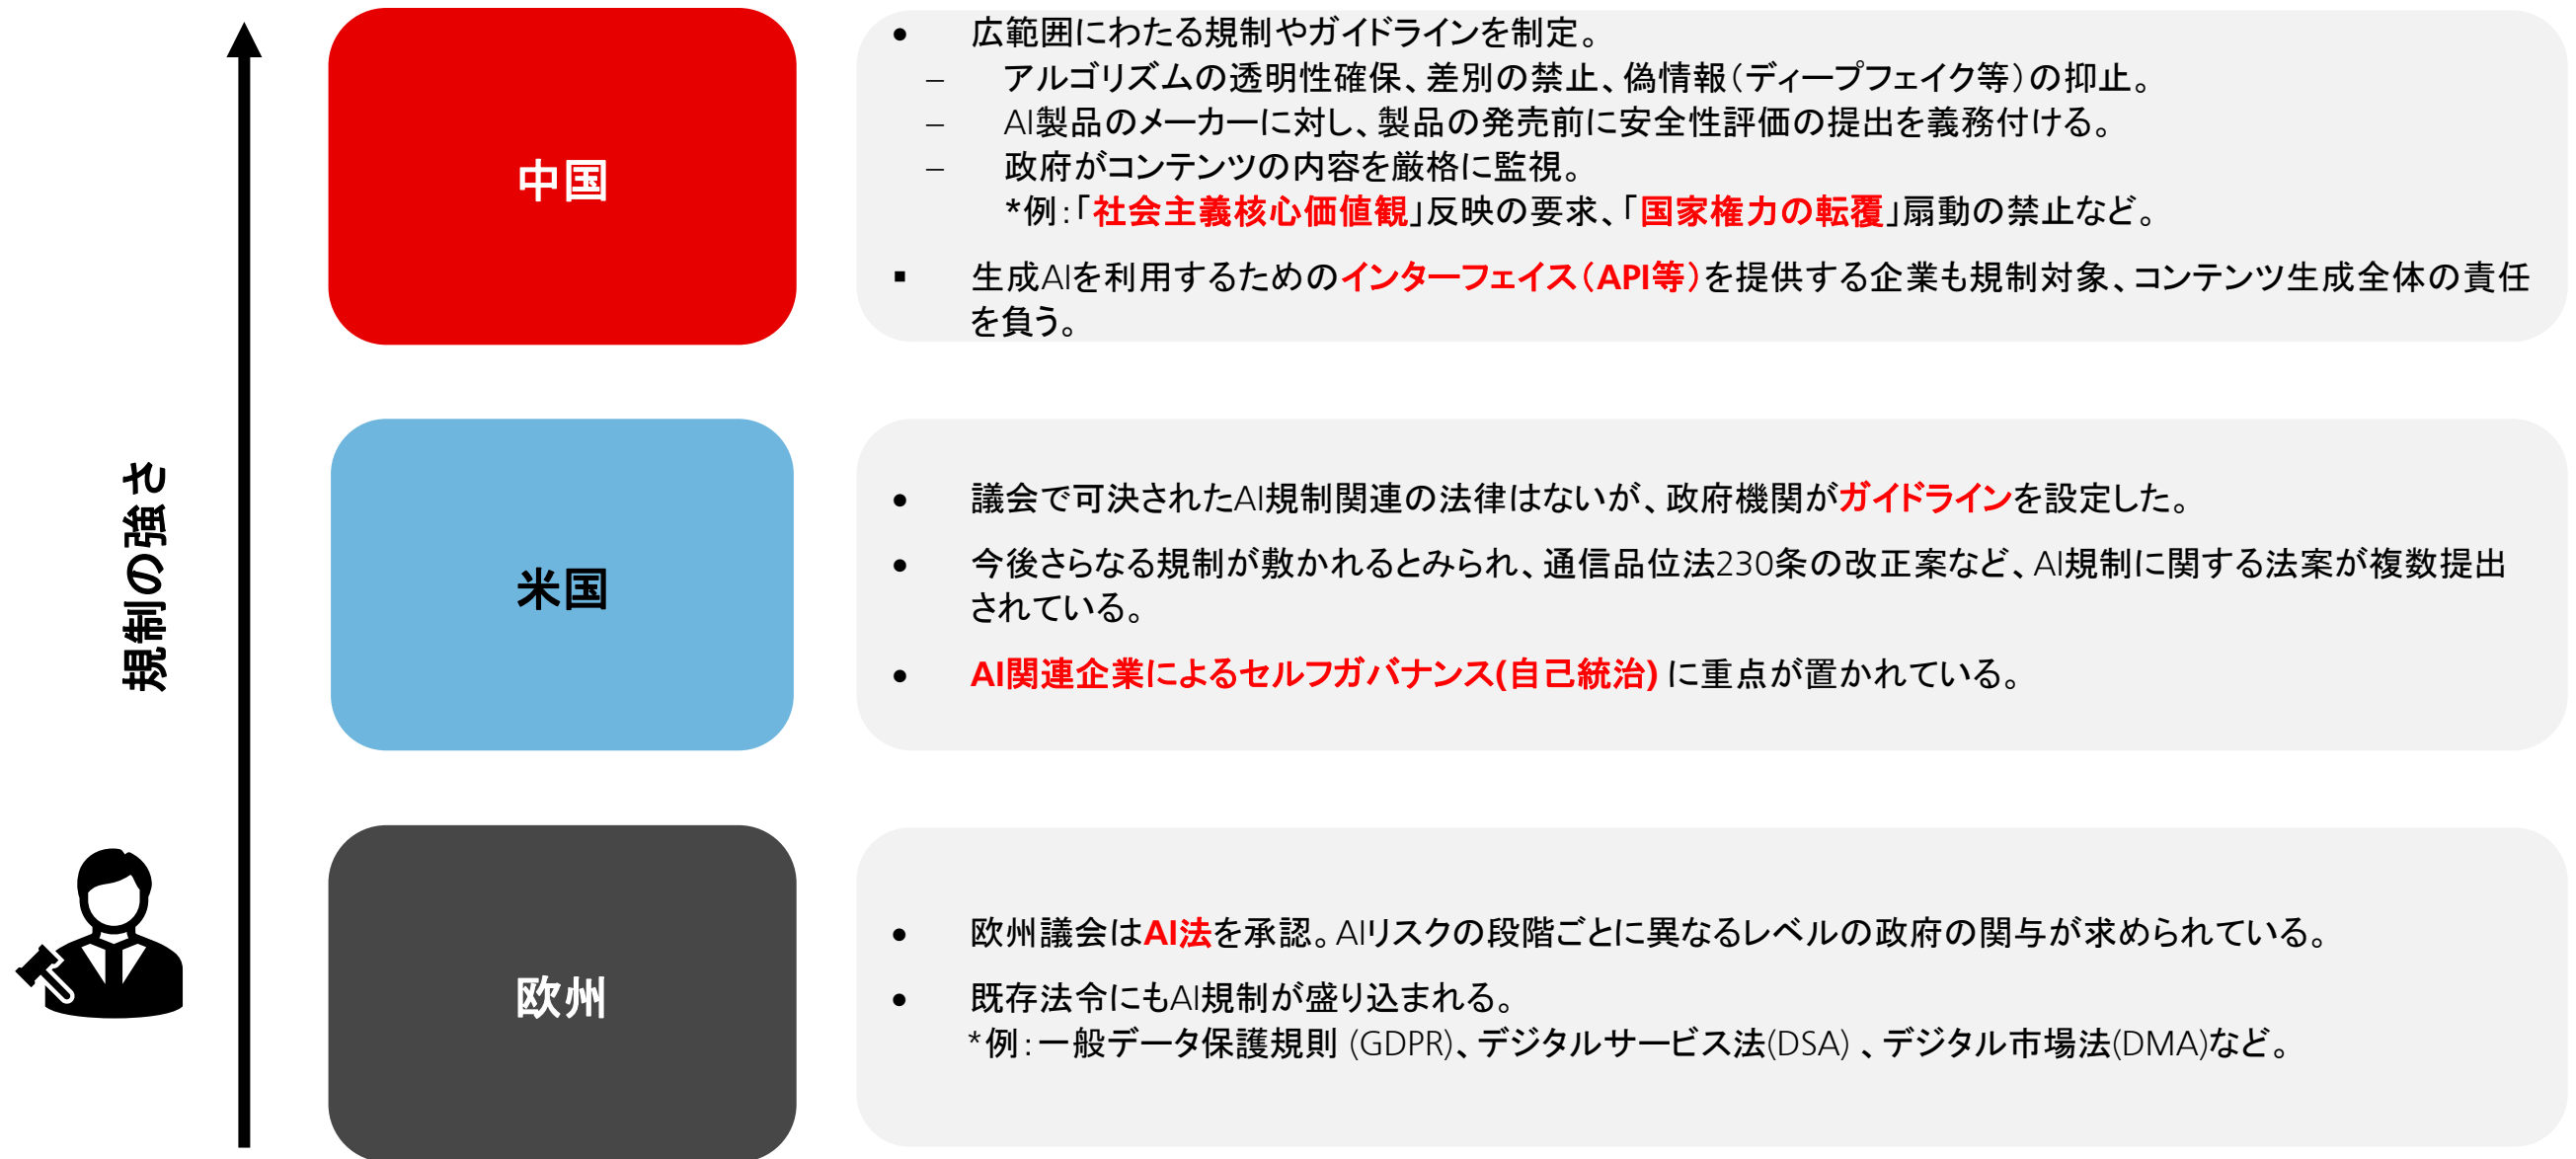 規制の強さ
中国
• 広範囲にわたる規制やガイドラインを制定。
– アルゴリズムの透明性確保、差別の禁止、偽情報（ディープフェイク等）の抑止。
– AI製品のメーカーに対し、製品の発売前に安全性評価の提出を義務付ける。
– 政府がコンテンツの内容を厳格に監視。
*例：「社会主義核心価値観」反映の要求、「国家権力の転覆」扇動の禁止など。
▪ 生成AIを利用するためのインターフェイス（API等）を提供する企業も規制対象、コンテンツ生成全体の責任
を負う。
米国
• 議会で可決されたAI規制関連の法律はないが、政府機関がガイドラインを設定した。
• 今後さらなる規制が敷かれるとみられ、通信品位法230条の改正案など、AI規制に関する法案が複数提出
されている。
• AI関連企業によるセルフガバナンス(自己統治) に重点が置かれている。
欧州
• 欧州議会はAI法を承認。AIリスクの段階ごとに異なるレベルの政府の関与が求められている。
• 既存法令にもAI規制が盛り込まれる。
*例：一般データ保護規則 (GDPR)、デジタルサービス法(DSA) 、デジタル市場法(DMA)など。